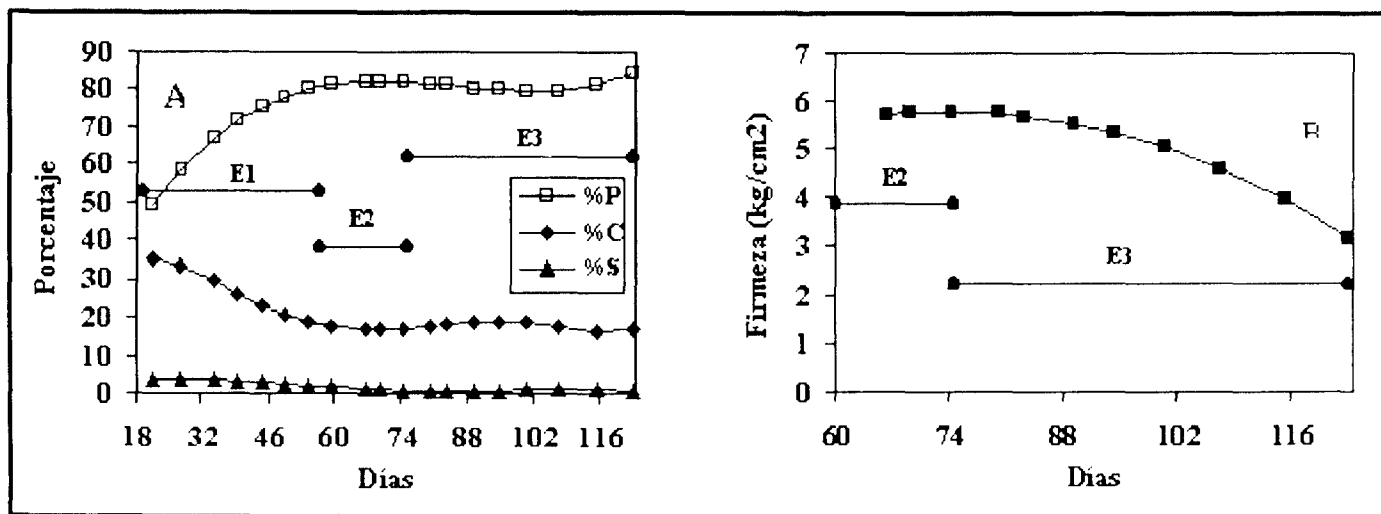 A
Porcentaje
90
80
70
60
50
40
30
20
10
0
E1
E2
E3
%P
%C
%S
18 32 46 60 74 88 102 116
Días
B
Firmeza (kg/cm2)
7
6
5
4
3
2
1
0
E2
E3
60 74 88 102 116
Días